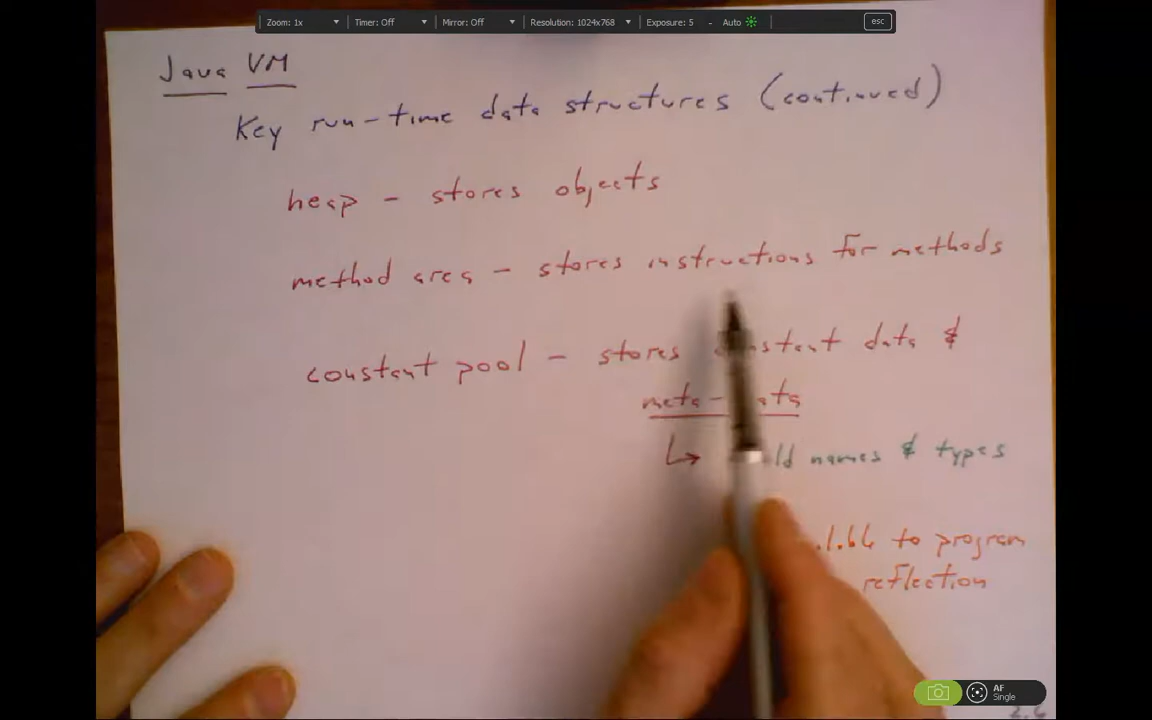 Zoom: 1x Timer: Off Mirror: Off Resolution: 1024x768 Exposure: 5 - Auto esc
Java VM
Key run-time data structures (continued)
heap - stores objects
method area - stores instructions for methods
constant pool - stores constant data &
meta-data
↳ names & types
to program
reflection
AF
Single